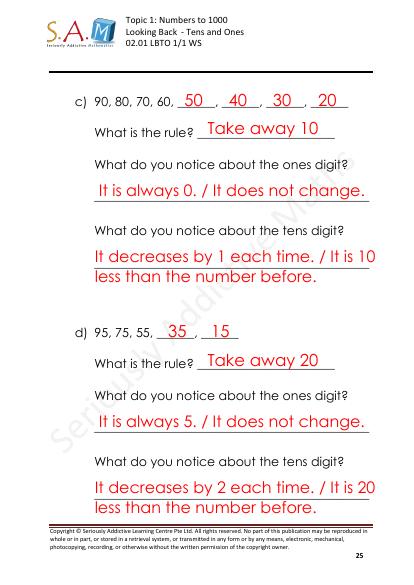 S.A.M
Seriously Addictive Mathematics
Topic 1: Numbers to 1000
Looking Back - Tens and Ones
02.01 LBTO 1/1 WS
c) 90, 80, 70, 60, 50, 40, 30, 20
What is the rule? Take away 10
What do you notice about the ones digit?
It is always 0. / It does not change.
What do you notice about the tens digit?
It decreases by 1 each time. / It is 10
less than the number before.
d) 95, 75, 55, 35, 15
What is the rule? Take away 20
What do you notice about the ones digit?
It is always 5. / It does not change.
What do you notice about the tens digit?
It decreases by 2 each time. / It is 20
less than the number before.
Seriously Addictive Maths
Copyright © Seriously Addictive Learning Centre Pte Ltd. All rights reserved. No part of this publication may be reproduced in
whole or in part, or stored in a retrieval system, or transmitted in any form or by any means, electronic, mechanical,
photocopying, recording, or otherwise without the written permission of the copyright owner.
25